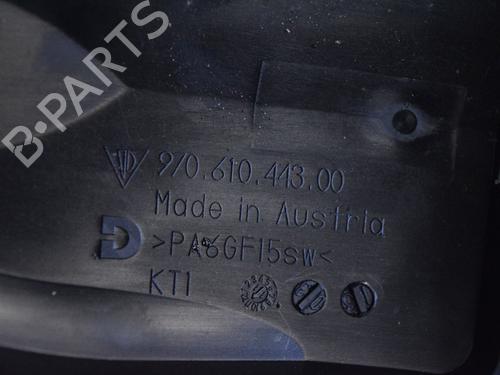 B-PARTS
970.610.443.00
Made in Austria
D >PA6GF15sw<
KT1